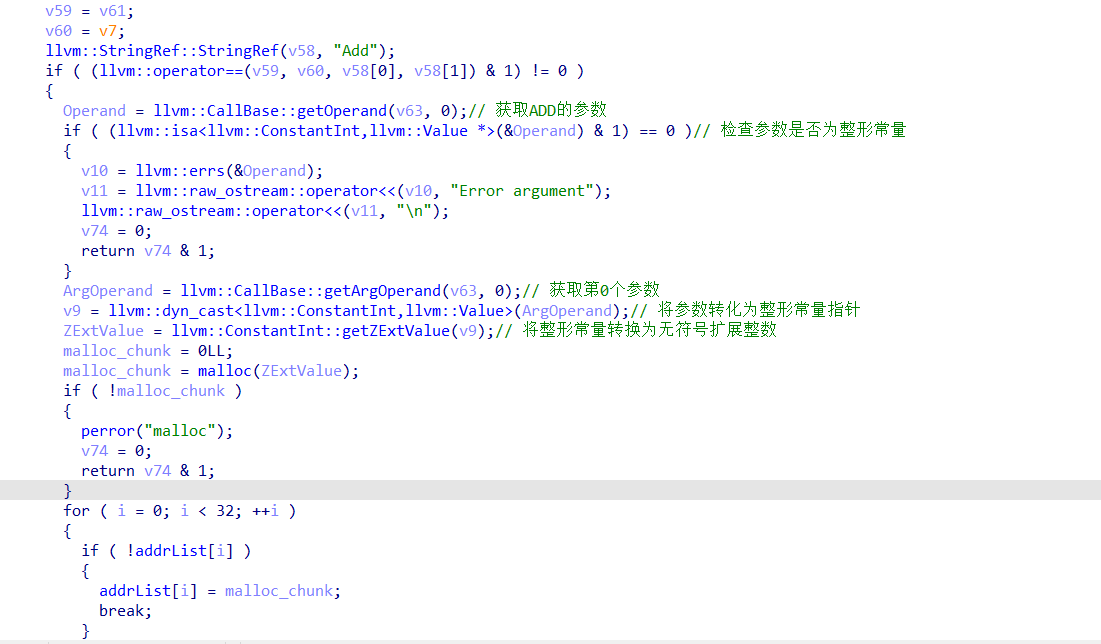 v59 = v61;
v60 = v7;
llvm::StringRef::StringRef(v58, "Add");
if ( (llvm::operator==(v59, v60, v58[0], v58[1]) & 1) != 0 )
{
Operand = llvm::CallBase::getOperand(v63, 0);// 获取ADD的参数
if ( (llvm::isa<llvm::ConstantInt,llvm::Value *>(&Operand) & 1) == 0 )// 检查参数是否为整形常量
{
v10 = llvm::errs(&Operand);
v11 = llvm::raw_ostream::operator<<(v10, "Error argument");
llvm::raw_ostream::operator<<(v11, "\n");
v74 = 0;
return v74 & 1;
}
ArgOperand = llvm::CallBase::getArgOperand(v63, 0);// 获取第0个参数
v9 = llvm::dyn_cast<llvm::ConstantInt,llvm::Value>(ArgOperand);// 将参数转化为整形常量指针
ZExtValue = llvm::ConstantInt::getZExtValue(v9);// 将整形常量转换为无符号扩展整数
malloc_chunk = 0LL;
malloc_chunk = malloc(ZExtValue);
if ( !malloc_chunk )
{
perror("malloc");
v74 = 0;
return v74 & 1;
}
for ( i = 0; i < 32; ++i )
{
if ( !addrList[i] )
{
addrList[i] = malloc_chunk;
break;
}